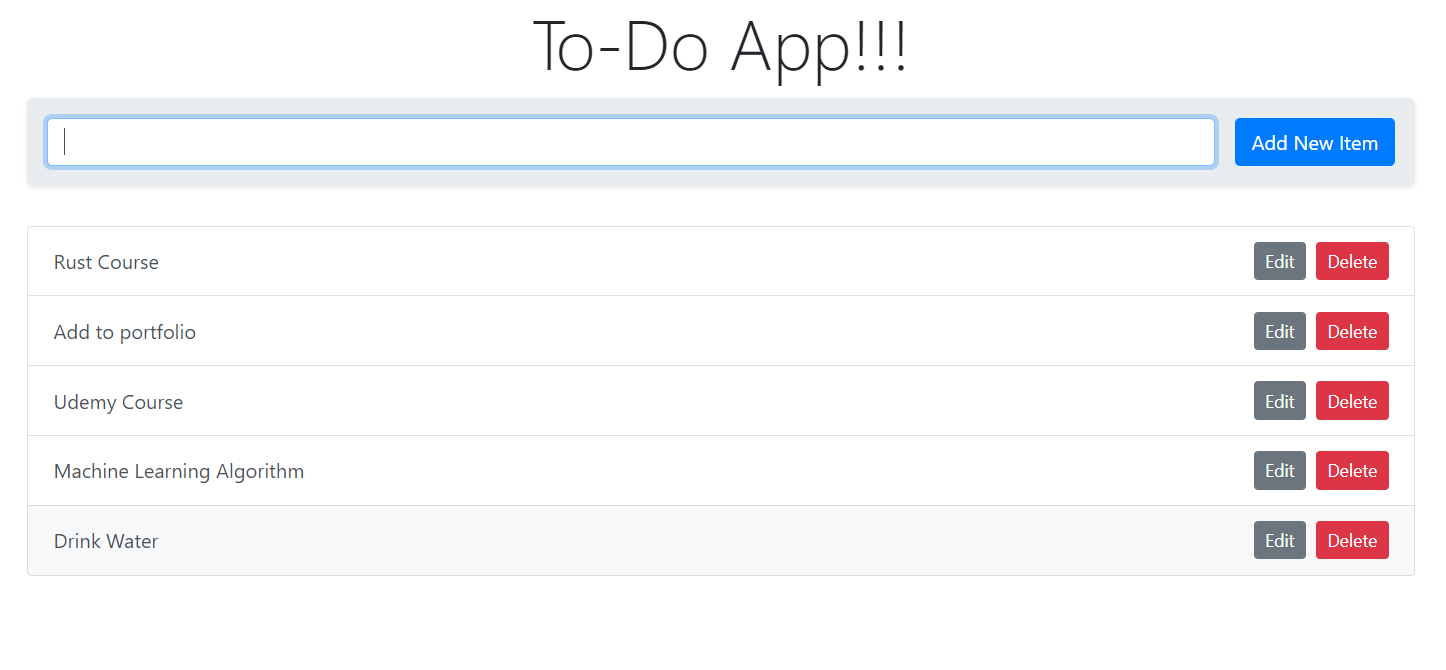 To-Do App!!!
Add New Item
Rust Course Edit Delete
Add to portfolio Edit Delete
Udemy Course Edit Delete
Machine Learning Algorithm Edit Delete
Drink Water Edit Delete